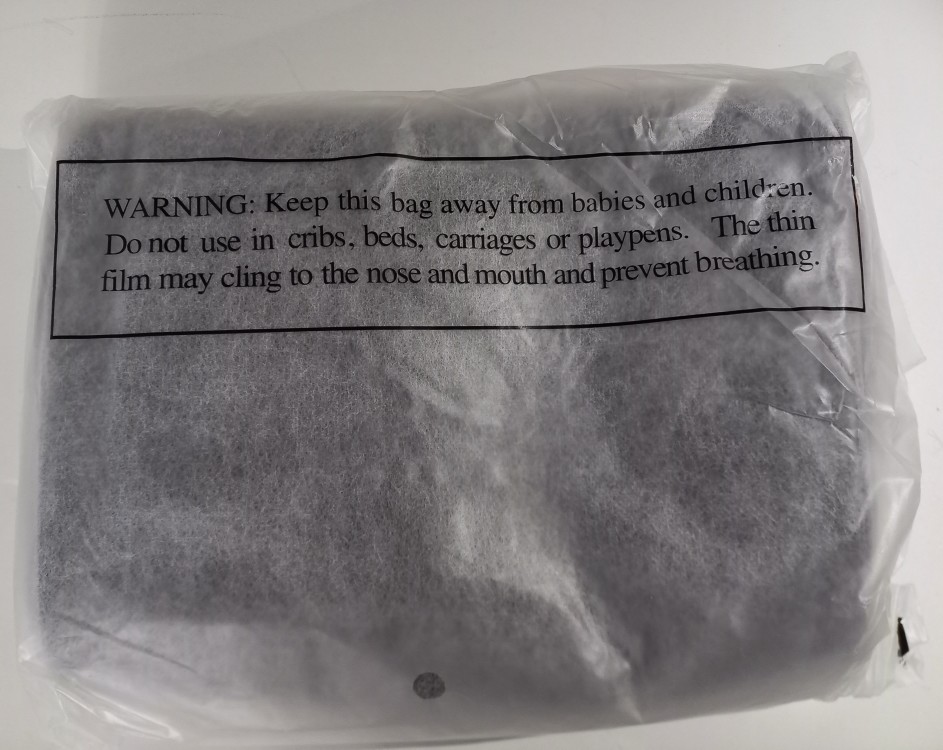 WARNING: Keep this bag away from babies and children.
Do not use in cribs, beds, carriages or playpens. The thin
film may cling to the nose and mouth and prevent breathing.